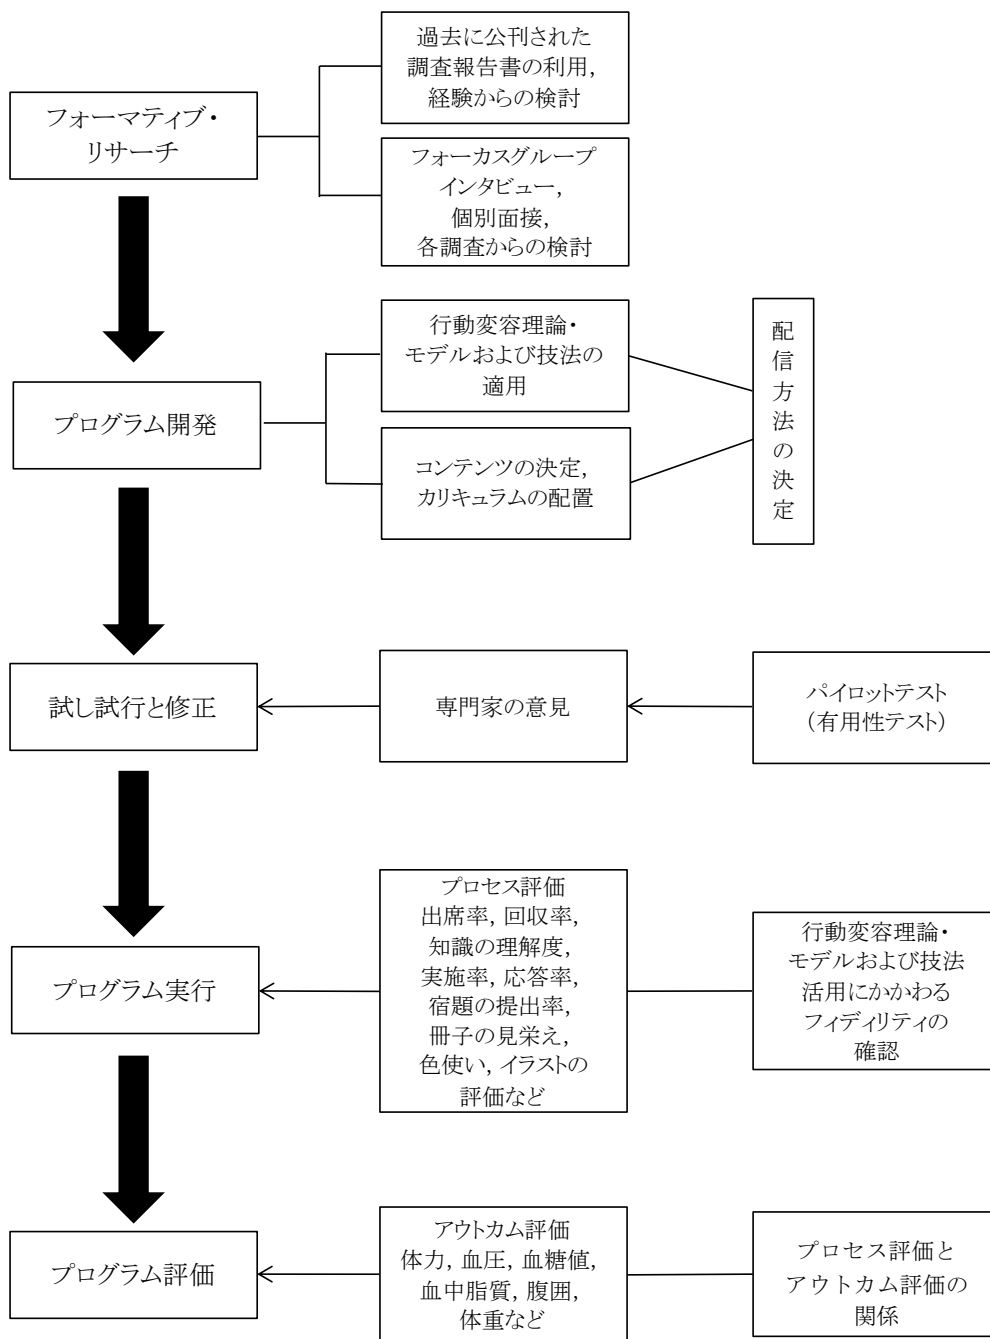 過去に公刊された
調査報告書の利用,
経験からの検討
フォーマティブ・
リサーチ
フォーカスグループ
インタビュー,
個別面接,
各調査からの検討
行動変容理論・
モデルおよび技法の
適用
配信方法の決定
プログラム開発
コンテンツの決定,
カリキュラムの配置
試し試行と修正
専門家の意見
パイロットテスト
（有用性テスト）
プログラム実行
プロセス評価
出席率, 回収率,
知識の理解度,
実施率, 応答率,
宿題の提出率,
冊子の見栄え,
色使い, イラストの
評価など
行動変容理論・
モデルおよび技法
活用にかかわる
フィディリティの
確認
プログラム評価
アウトカム評価
体力, 血圧, 血糖値,
血中脂質, 腹囲,
体重など
プロセス評価と
アウトカム評価の
関係